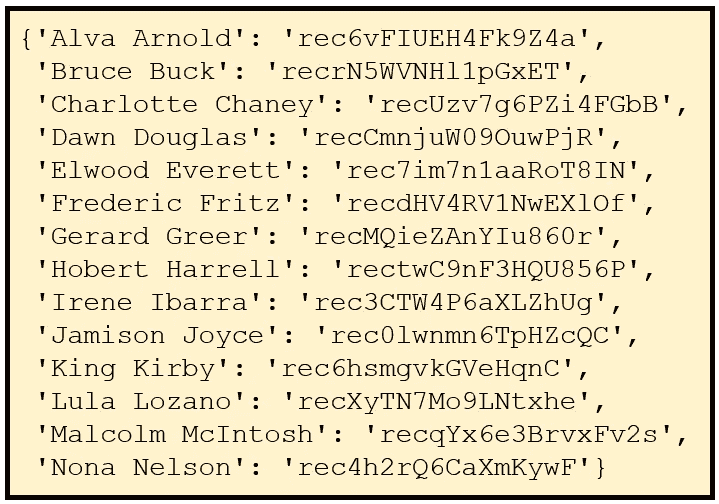 {'Alva Arnold': 'rec6vFIUEH4Fk9Z4a',
'Bruce Buck': 'recrN5WVNHl1pGxET',
'Charlotte Chaney': 'recUzv7g6PZi4FGbB',
'Dawn Douglas': 'recCmnjuW09OuwPjR',
'Elwood Everett': 'rec7im7n1aaRoT8IN',
'Frederic Fritz': 'recdHV4RV1NwEXlOf',
'Gerard Greer': 'recMQieZAnYIu860r',
'Hobert Harrell': 'rectwC9nF3HQU856P',
'Irene Ibarra': 'rec3CTW4P6aXLZhUg',
'Jamison Joyce': 'rec0lwnmn6TpHZcQC',
'King Kirby': 'rec6hsmgvkGVeHqnC',
'Lula Lozano': 'recXyTN7Mo9LNtxhe',
'Malcolm McIntosh': 'recqYx6e3BrvxFv2s',
'Nona Nelson': 'rec4h2rQ6CaXmKywF'}